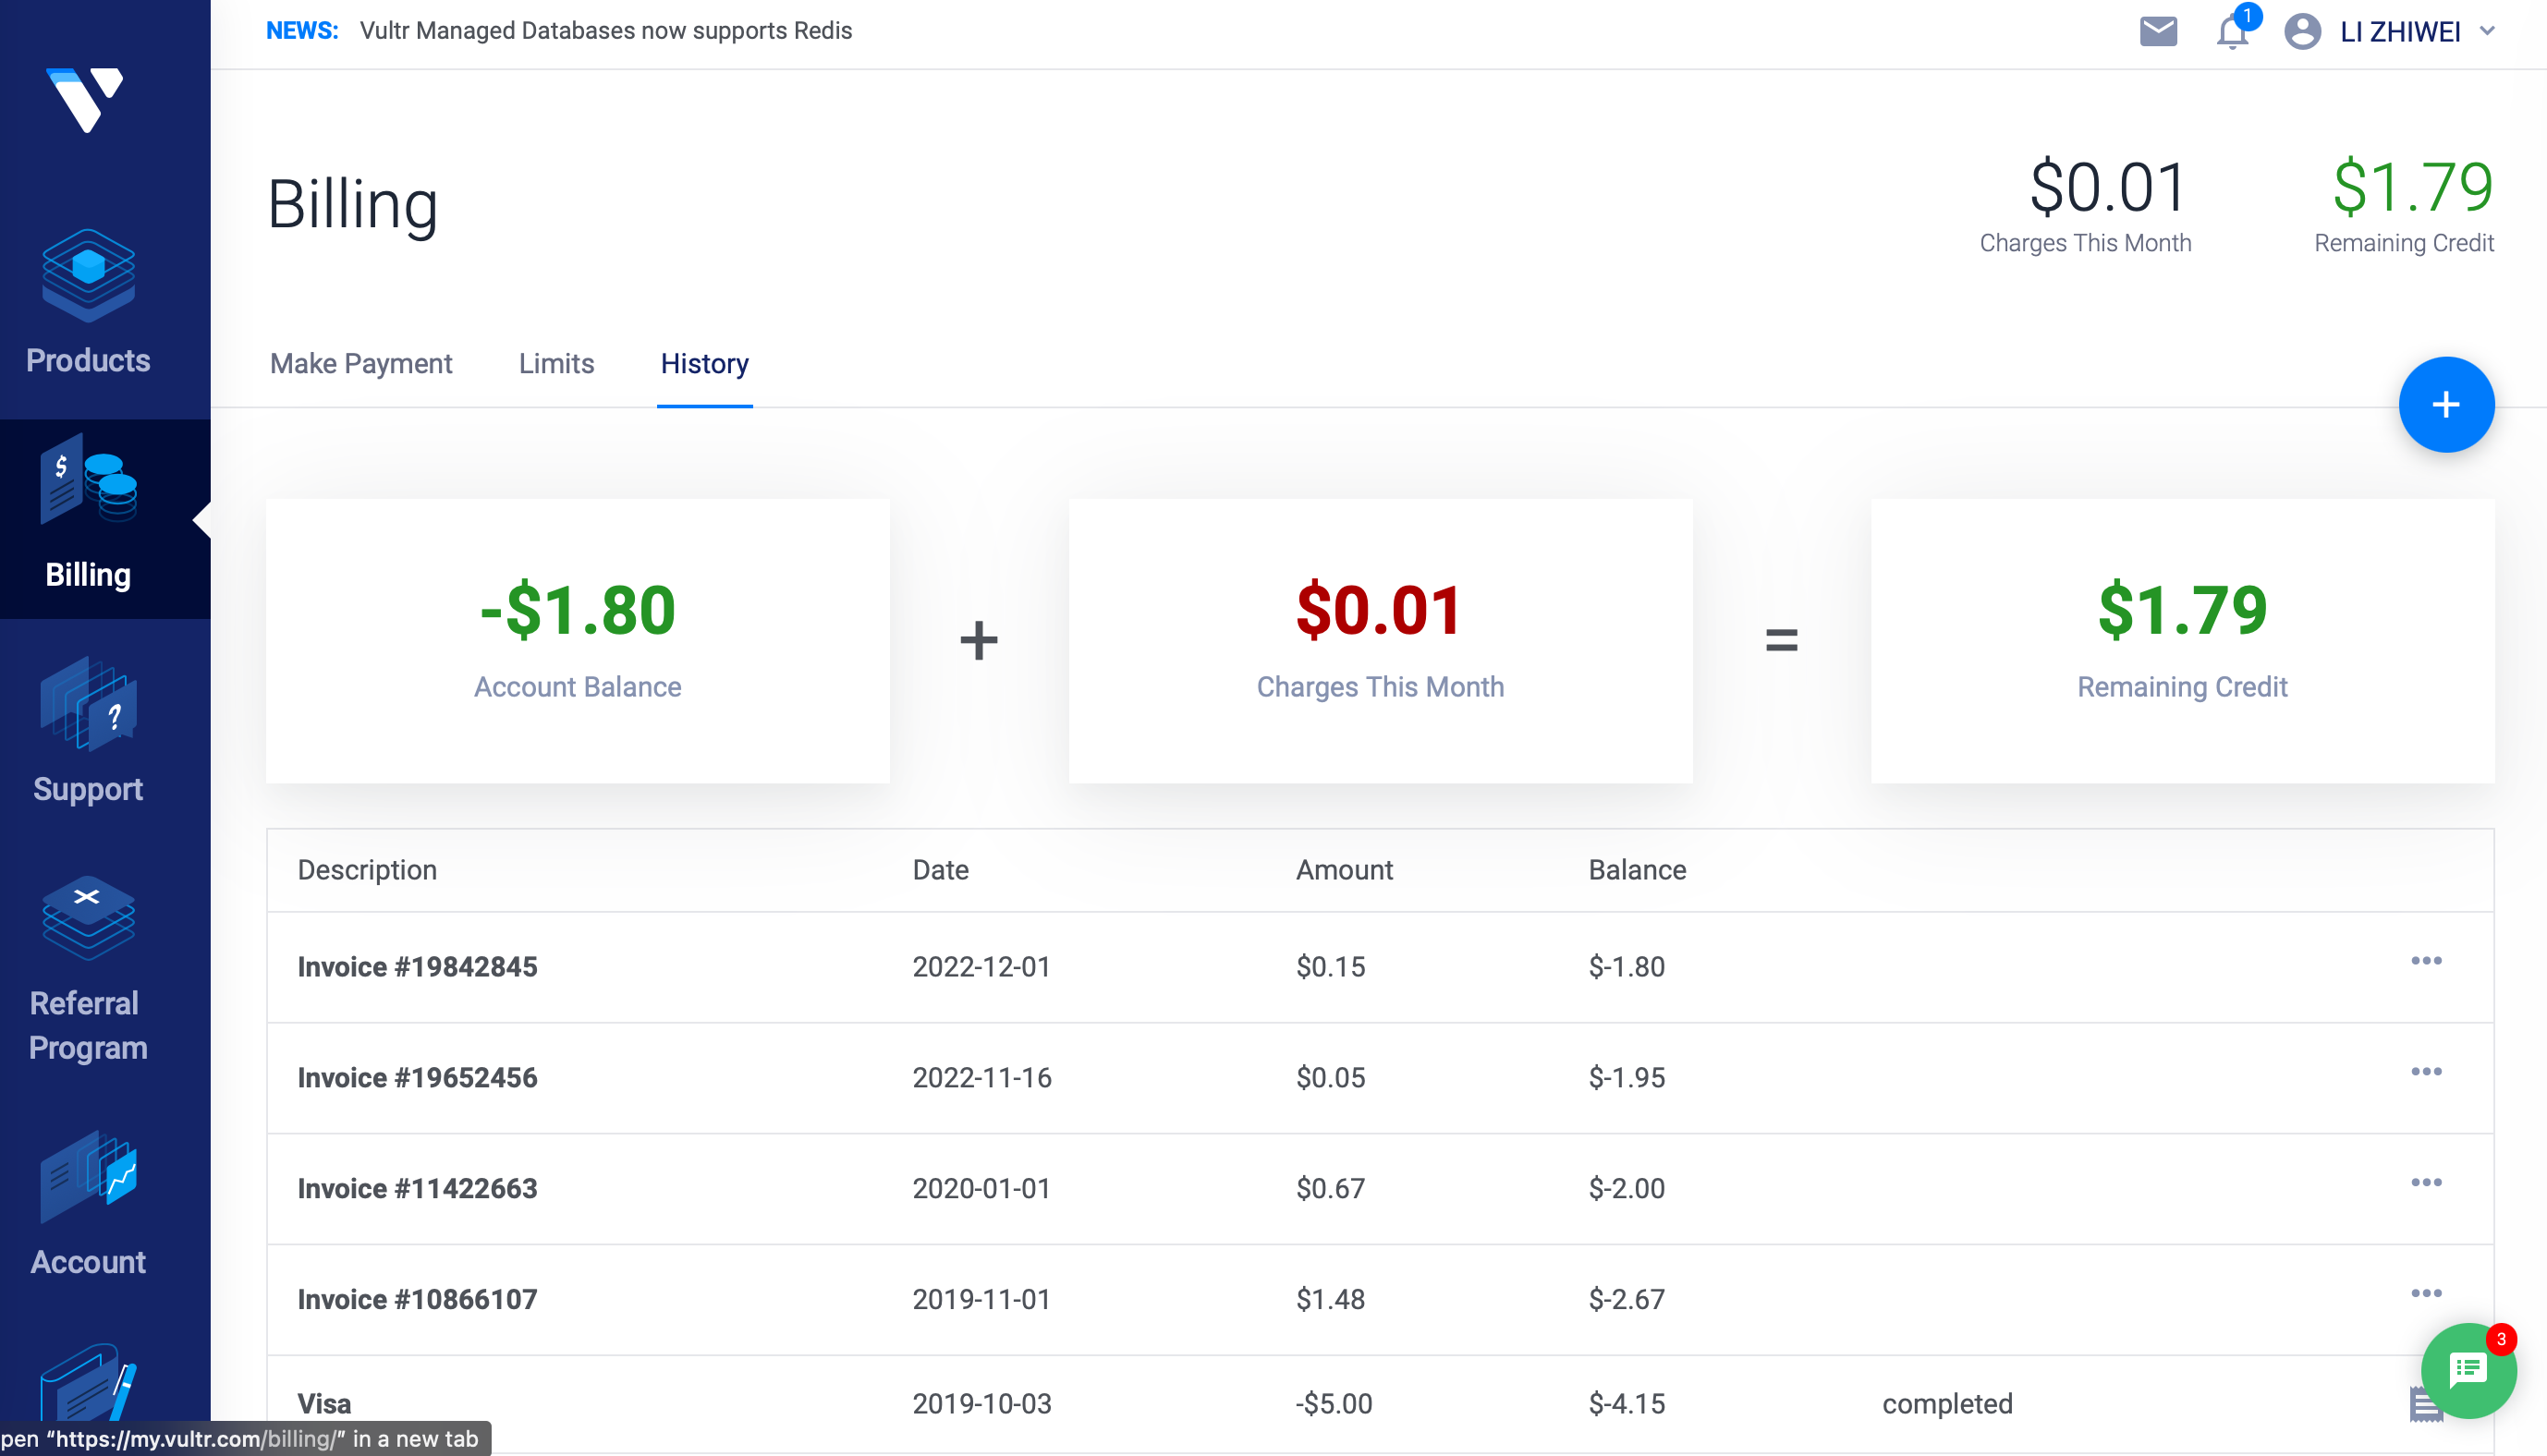 NEWS: Vultr Managed Databases now supports Redis
1
LI ZHIWEI
Products
Billing
Support
Referral
Program
Account
Billing
$0.01
Charges This Month
$1.79
Remaining Credit
Make Payment Limits History
+
-$1.80
Account Balance
+
$0.01
Charges This Month
=
$1.79
Remaining Credit
Description Date Amount Balance
Invoice #19842845 2022-12-01 $0.15 $-1.80
Invoice #19652456 2022-11-16 $0.05 $-1.95
Invoice #11422663 2020-01-01 $0.67 $-2.00
Invoice #10866107 2019-11-01 $1.48 $-2.67
Visa 2019-10-03 -$5.00 $-4.15 completed
3
pen “https://my.vultr.com/billing/” in a new tab